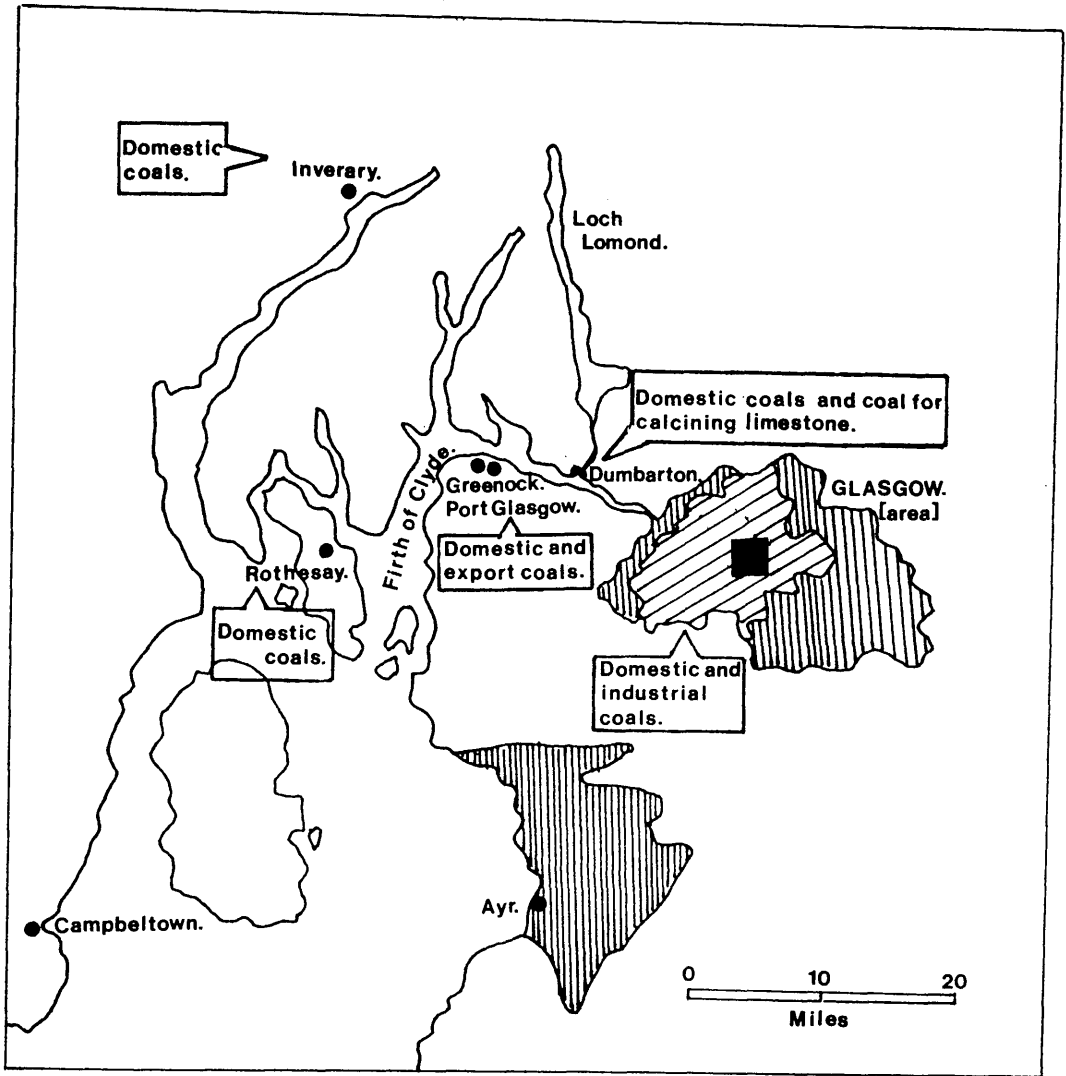 Domestic
coals.
Inverary.
Loch
Lomond.
Domestic coals and coal for
calcining limestone.
Firth of Clyde.
Greenock.
Port Glasgow.
Dumbarton.
GLASGOW.
[area]
Domestic and
export coals.
Rothesay.
Domestic
coals.
Domestic and
industrial
coals.
Ayr.
Campbeltown.
0 10 20
Miles